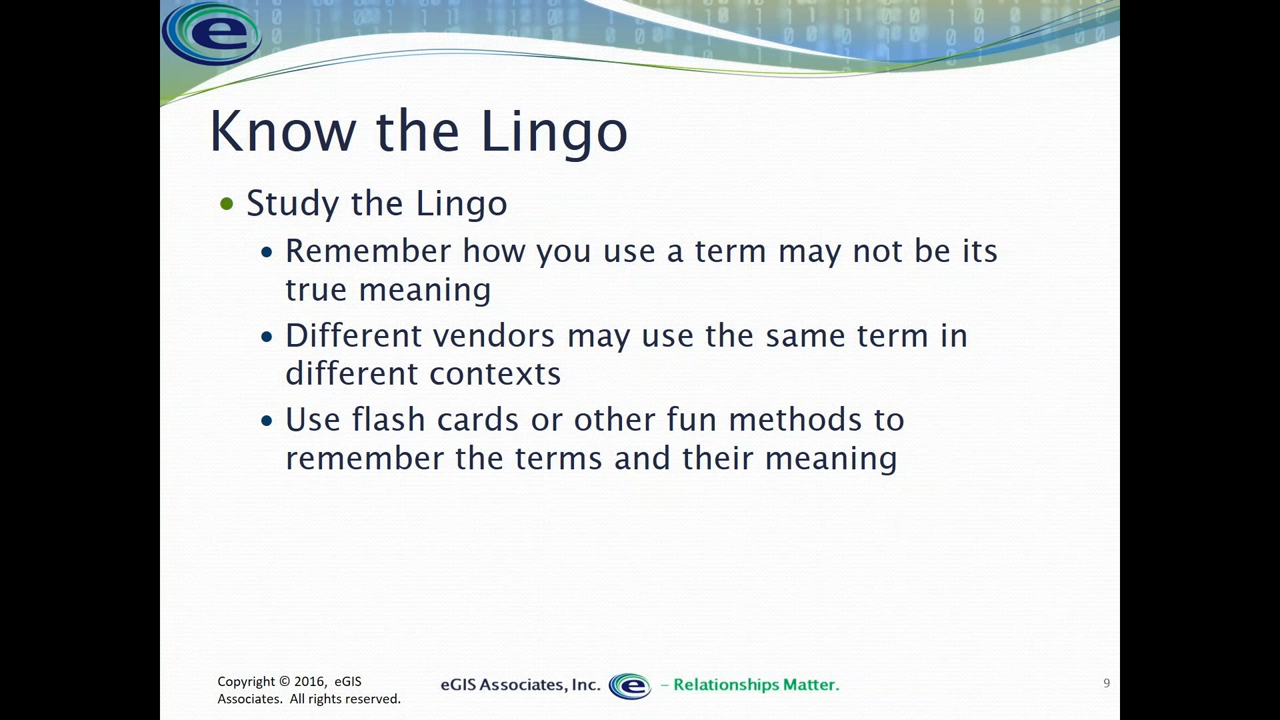 e
Know the Lingo
• Study the Lingo
• Remember how you use a term may not be its
true meaning
• Different vendors may use the same term in
different contexts
• Use flash cards or other fun methods to
remember the terms and their meaning
Copyright © 2016, eGIS
Associates. All rights reserved.
eGIS Associates, Inc. e – Relationships Matter.
9